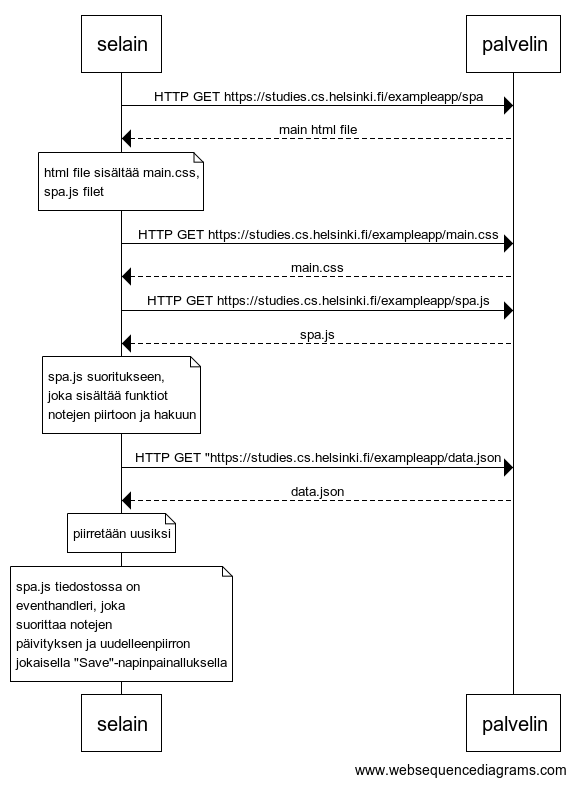 selain
palvelin
HTTP GET https://studies.cs.helsinki.fi/exampleapp/spa
main html file
html file sisältää main.css,
spa.js filet
HTTP GET https://studies.cs.helsinki.fi/exampleapp/main.css
main.css
HTTP GET https://studies.cs.helsinki.fi/exampleapp/spa.js
spa.js
spa.js suoritukseen,
joka sisältää funktiot
notejen piirtoon ja hakuun
HTTP GET "https://studies.cs.helsinki.fi/exampleapp/data.json
data.json
piirretään uusiksi
spa.js tiedostossa on
eventhandleri, joka
suorittaa notejen
päivityksen ja uudelleenpiirron
jokaisella "Save"-napinpainalluksella
selain
palvelin
www.websequencediagrams.com